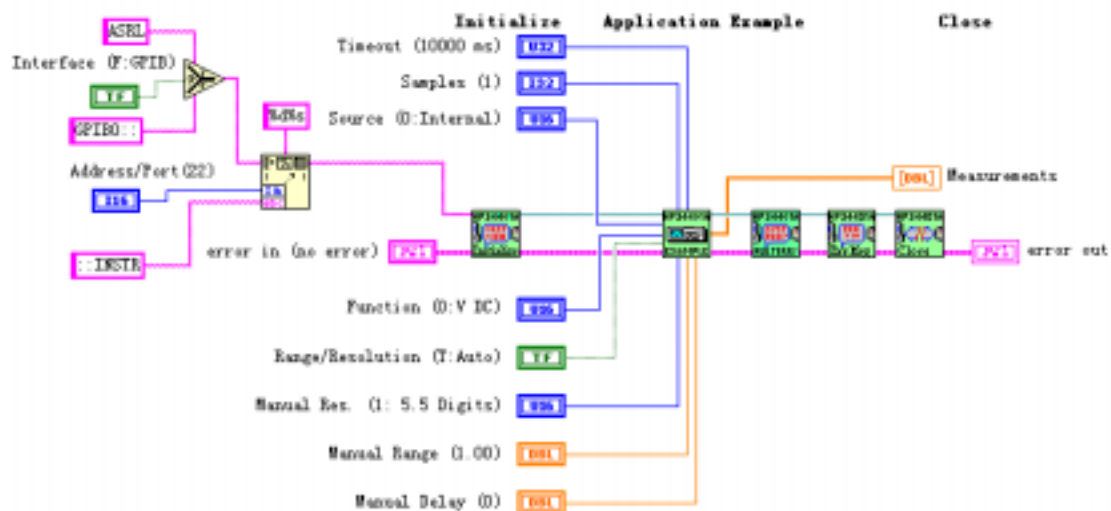 Initialize Application Example Close
ASRL
Timeout (10000 ms) U32
Interface (F:GPIB)
TF
Samples (1) I32
GPIB0::
%d%s
Source (0:Internal) U16
Address/Port(22)
I16
[DBL] Measurements
error in (no error)
error out
::INSTR
Function (0:V DC) U16
Range/Resolution (T:Auto) TF
Manual Res. (1: 5.5 Digits) U16
Manual Range (1.00) DBL
Manual Delay (0) DBL